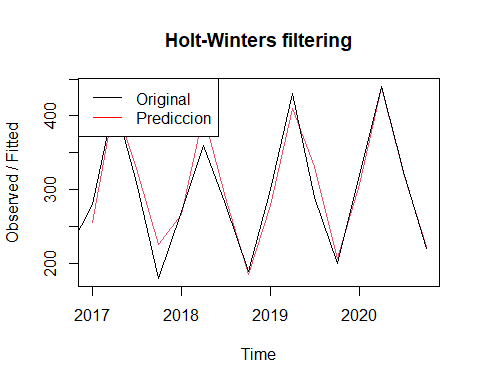 Holt-Winters filtering
Original
Prediccion
Observed / Fitted
400
300
200
2017 2018 2019 2020
Time